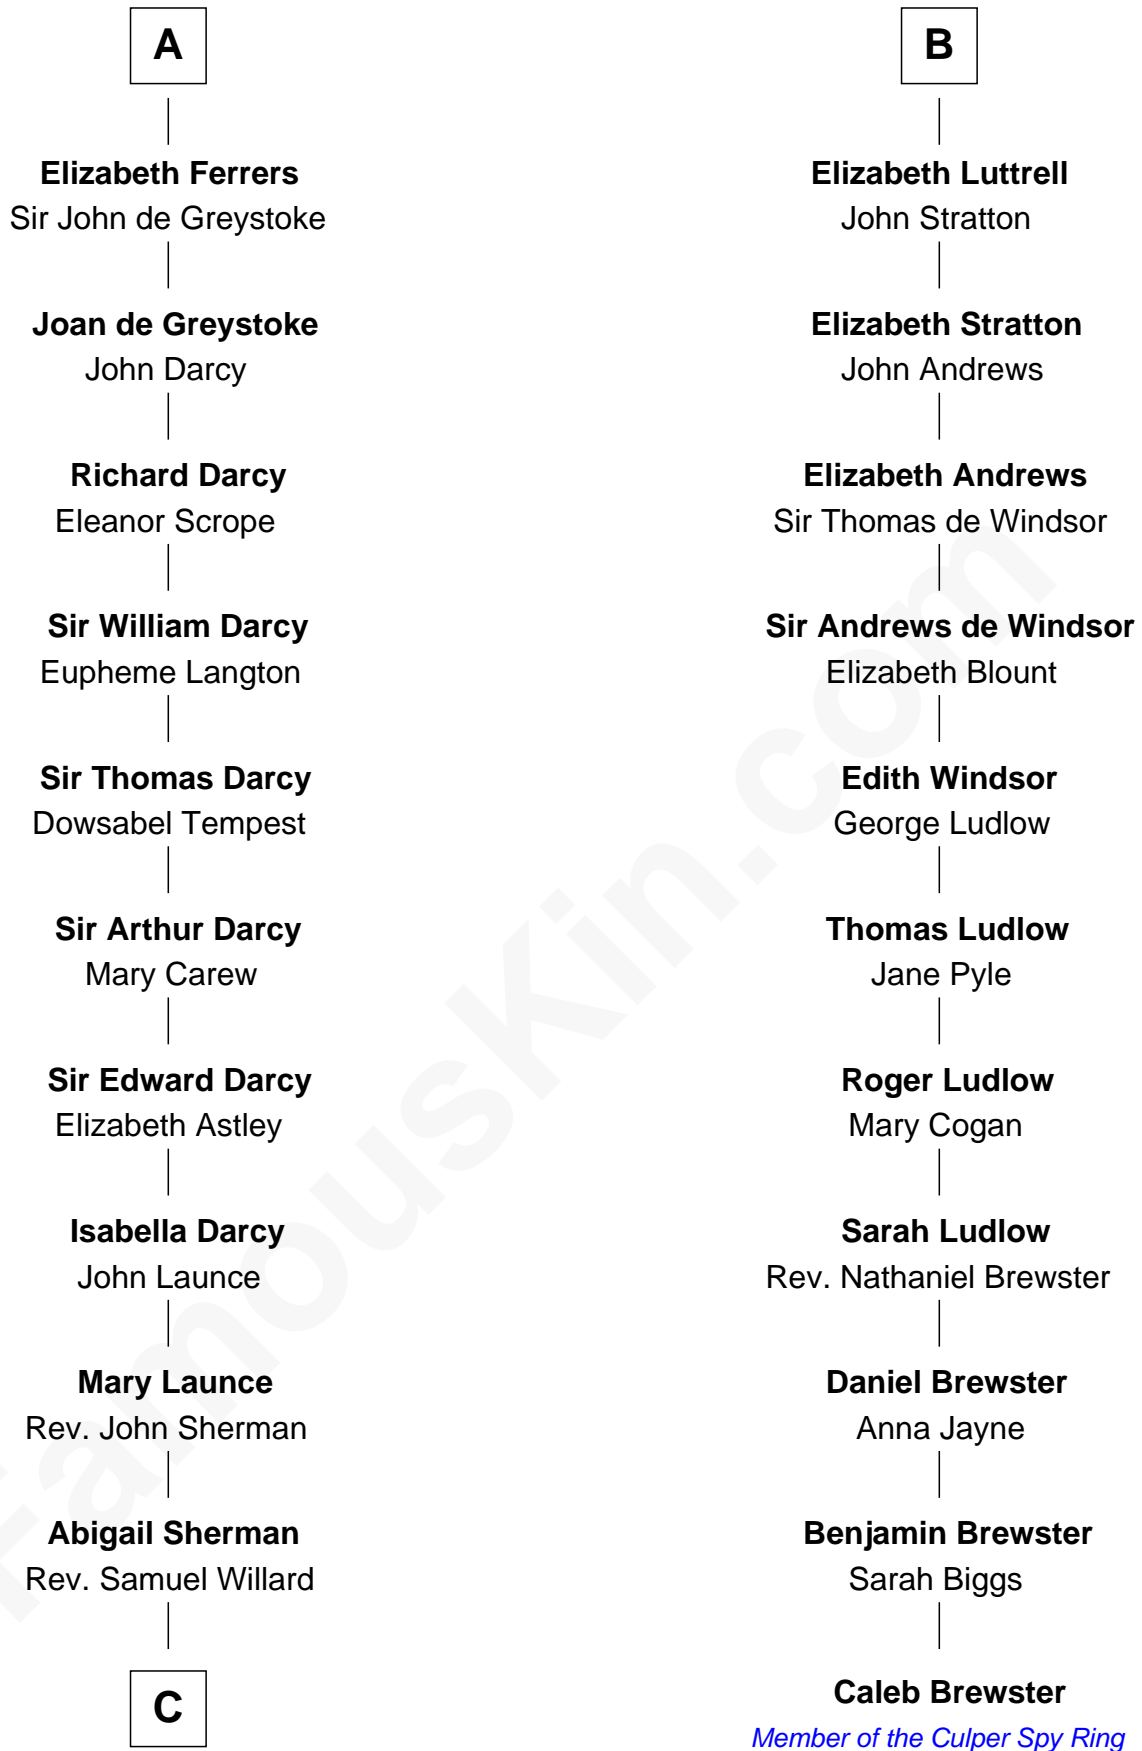 A
Elizabeth Ferrers
Sir John de Greystoke
Joan de Greystoke
John Darcy
Richard Darcy
Eleanor Scrope
Sir William Darcy
Eupheme Langton
Sir Thomas Darcy
Dowsabel Tempest
Sir Arthur Darcy
Mary Carew
Sir Edward Darcy
Elizabeth Astley
Isabella Darcy
John Launce
Mary Launce
Rev. John Sherman
Abigail Sherman
Rev. Samuel Willard
C
B
Elizabeth Luttrell
John Stratton
Elizabeth Stratton
John Andrews
Elizabeth Andrews
Sir Thomas de Windsor
Sir Andrews de Windsor
Elizabeth Blount
Edith Windsor
George Ludlow
Thomas Ludlow
Jane Pyle
Roger Ludlow
Mary Cogan
Sarah Ludlow
Rev. Nathaniel Brewster
Daniel Brewster
Anna Jayne
Benjamin Brewster
Sarah Biggs
Caleb Brewster
Member of the Culper Spy Ring
FamousKin.com